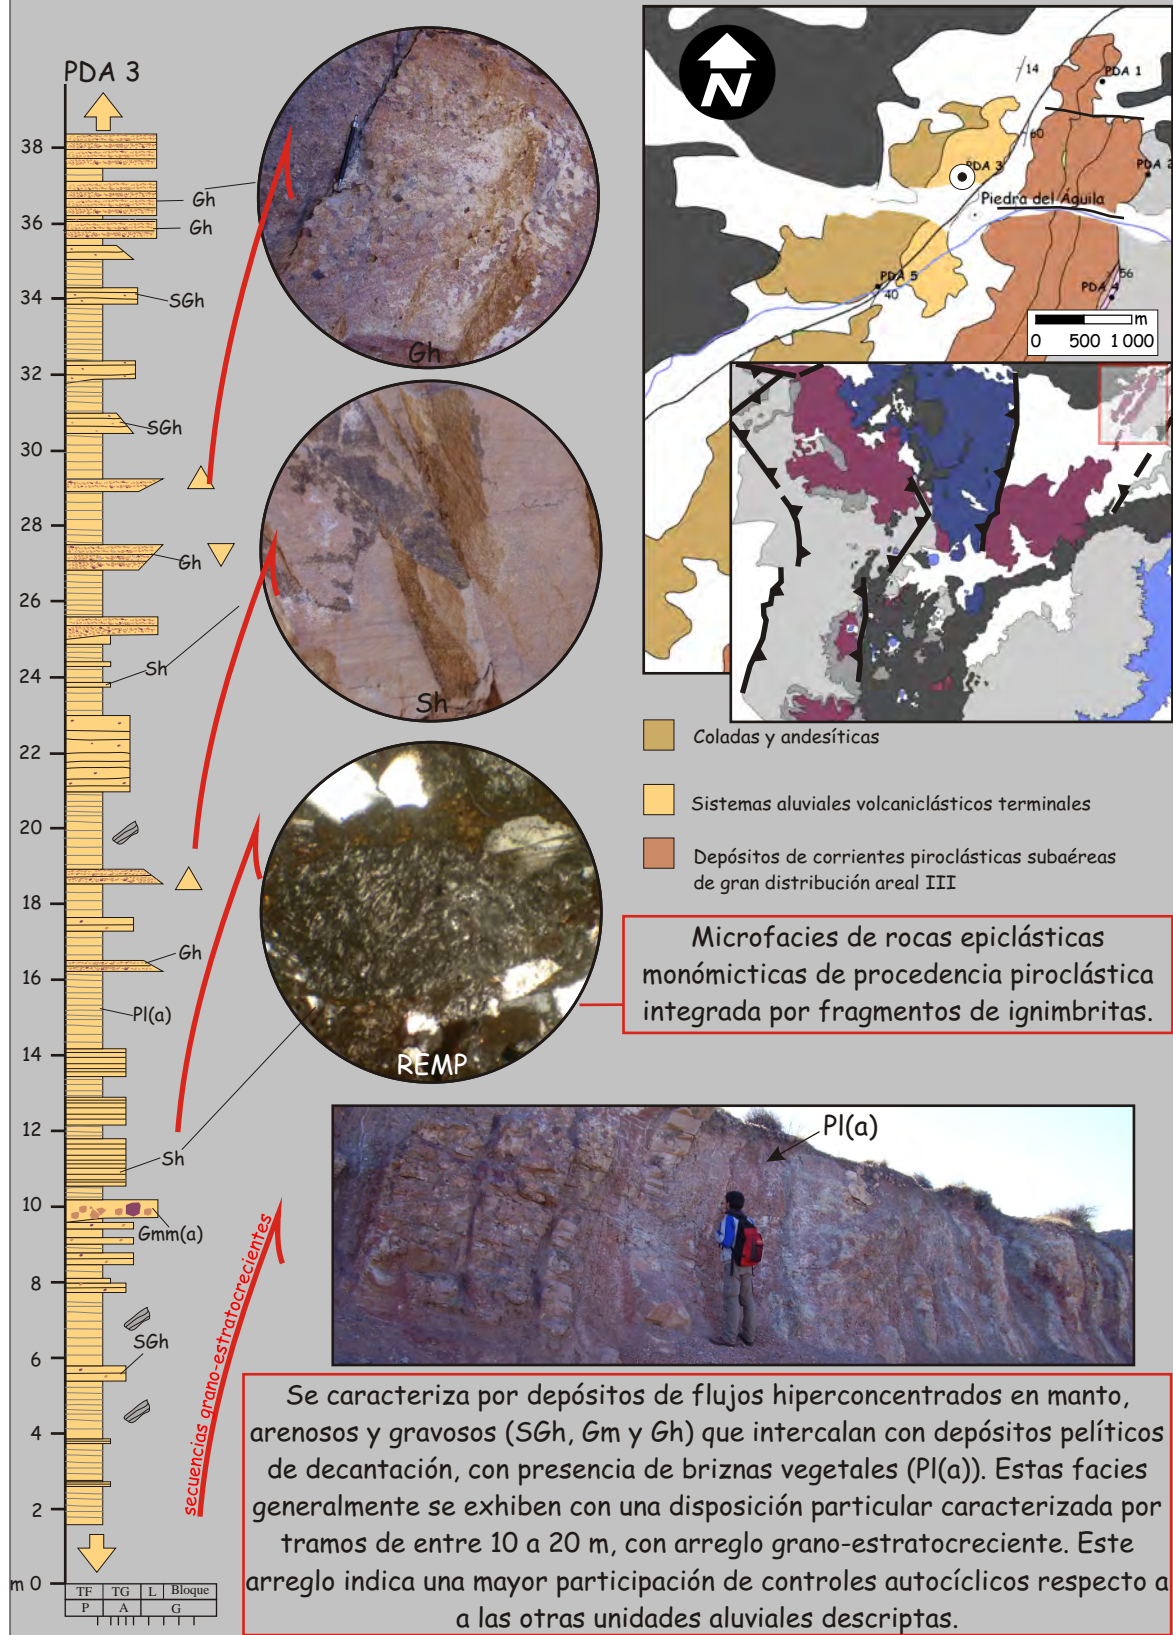 PDA 3
38
36
34
32
30
28
26
24
22
20
18
16
14
12
10
8
6
4
2
m 0
Gh
Gh
SGh
SGh
Gh
Sh
Gh
Pl(a)
Sh
Gmm(a)
SGh
TF TG L Bloque
P A G
secuencias grano-estratocrecientes
Gh
Sh
REMP
N
14
PDA 1
60
PDA 3
PDA 2
Piedra del Águila
PDA 5
40
56
PDA 4
m
0 500 1000
Coladas y andesíticas
Sistemas aluviales volcaniclásticos terminales
Depósitos de corrientes piroclásticas subaéreas
de gran distribución areal III
Microfacies de rocas epiclásticas
monómicticas de procedencia piroclástica
integrada por fragmentos de ignimbritas.
Pl(a)
Se caracteriza por depósitos de flujos hiperconcentrados en manto,
arenosos y gravosos (SGh, Gm y Gh) que intercalan con depósitos pelíticos
de decantación, con presencia de briznas vegetales (Pl(a)). Estas facies
generalmente se exhiben con una disposición particular caracterizada por
tramos de entre 10 a 20 m, con arreglo grano-estratocreciente. Este
arreglo indica una mayor participación de controles autocíclicos respecto a
a las otras unidades aluviales descriptas.